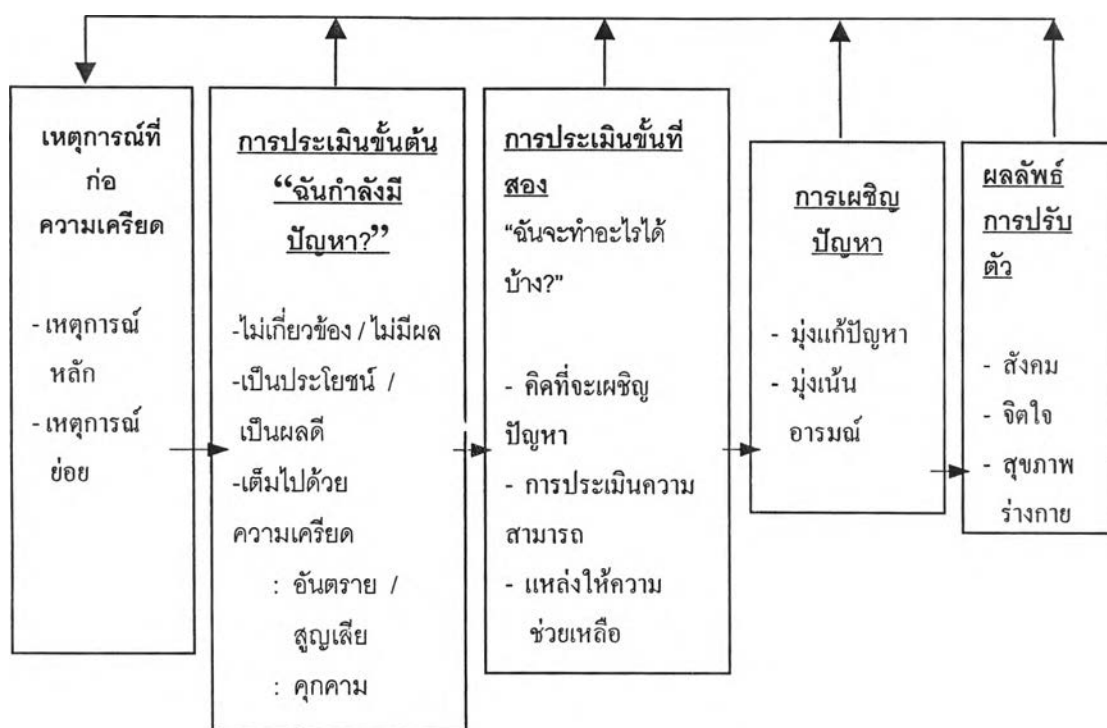 เหตุการณ์ที่
ก่อ
ความเครียด
- เหตุการณ์
หลัก
- เหตุการณ์
ย่อย
การประเมินขั้นต้น
“ฉันกำลังมี
ปัญหา?”
-ไม่เกี่ยวข้อง / ไม่มีผล
-เป็นประโยชน์ /
เป็นผลดี
-เต็มไปด้วย
ความเครียด
: อันตราย /
สูญเสีย
: คุกคาม
การประเมินขั้นที่
สอง
"ฉันจะทำอะไรได้
บ้าง?"
- คิดที่จะเผชิญ
ปัญหา
- การประเมินความ
สามารถ
- แหล่งให้ความ
ช่วยเหลือ
การเผชิญ
ปัญหา
- มุ่งแก้ปัญหา
- มุ่งเน้น
อารมณ์
ผลลัพธ์
การปรับ
ตัว
- สังคม
- จิตใจ
- สุขภาพ
ร่างกาย